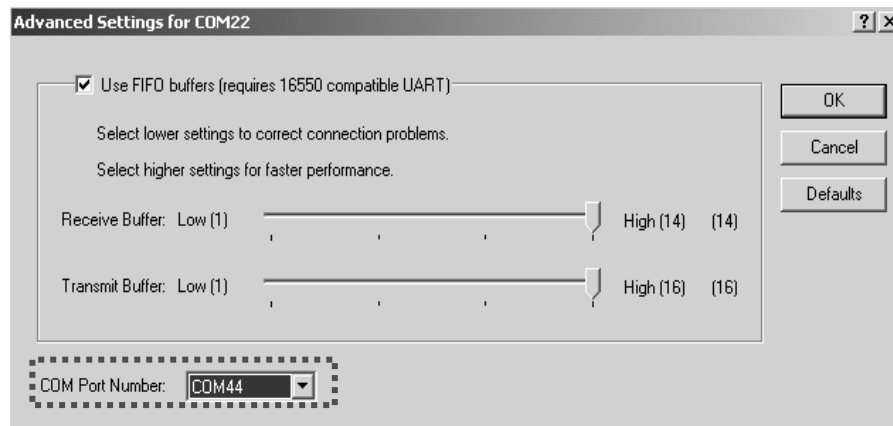 Advanced Settings for COM22
Use FIFO buffers (requires 16550 compatible UART)
Select lower settings to correct connection problems.
Select higher settings for faster performance.
Receive Buffer: Low (1) High (14) (14)
Transmit Buffer: Low (1) High (16) (16)
COM Port Number: COM44
OK
Cancel
Defaults